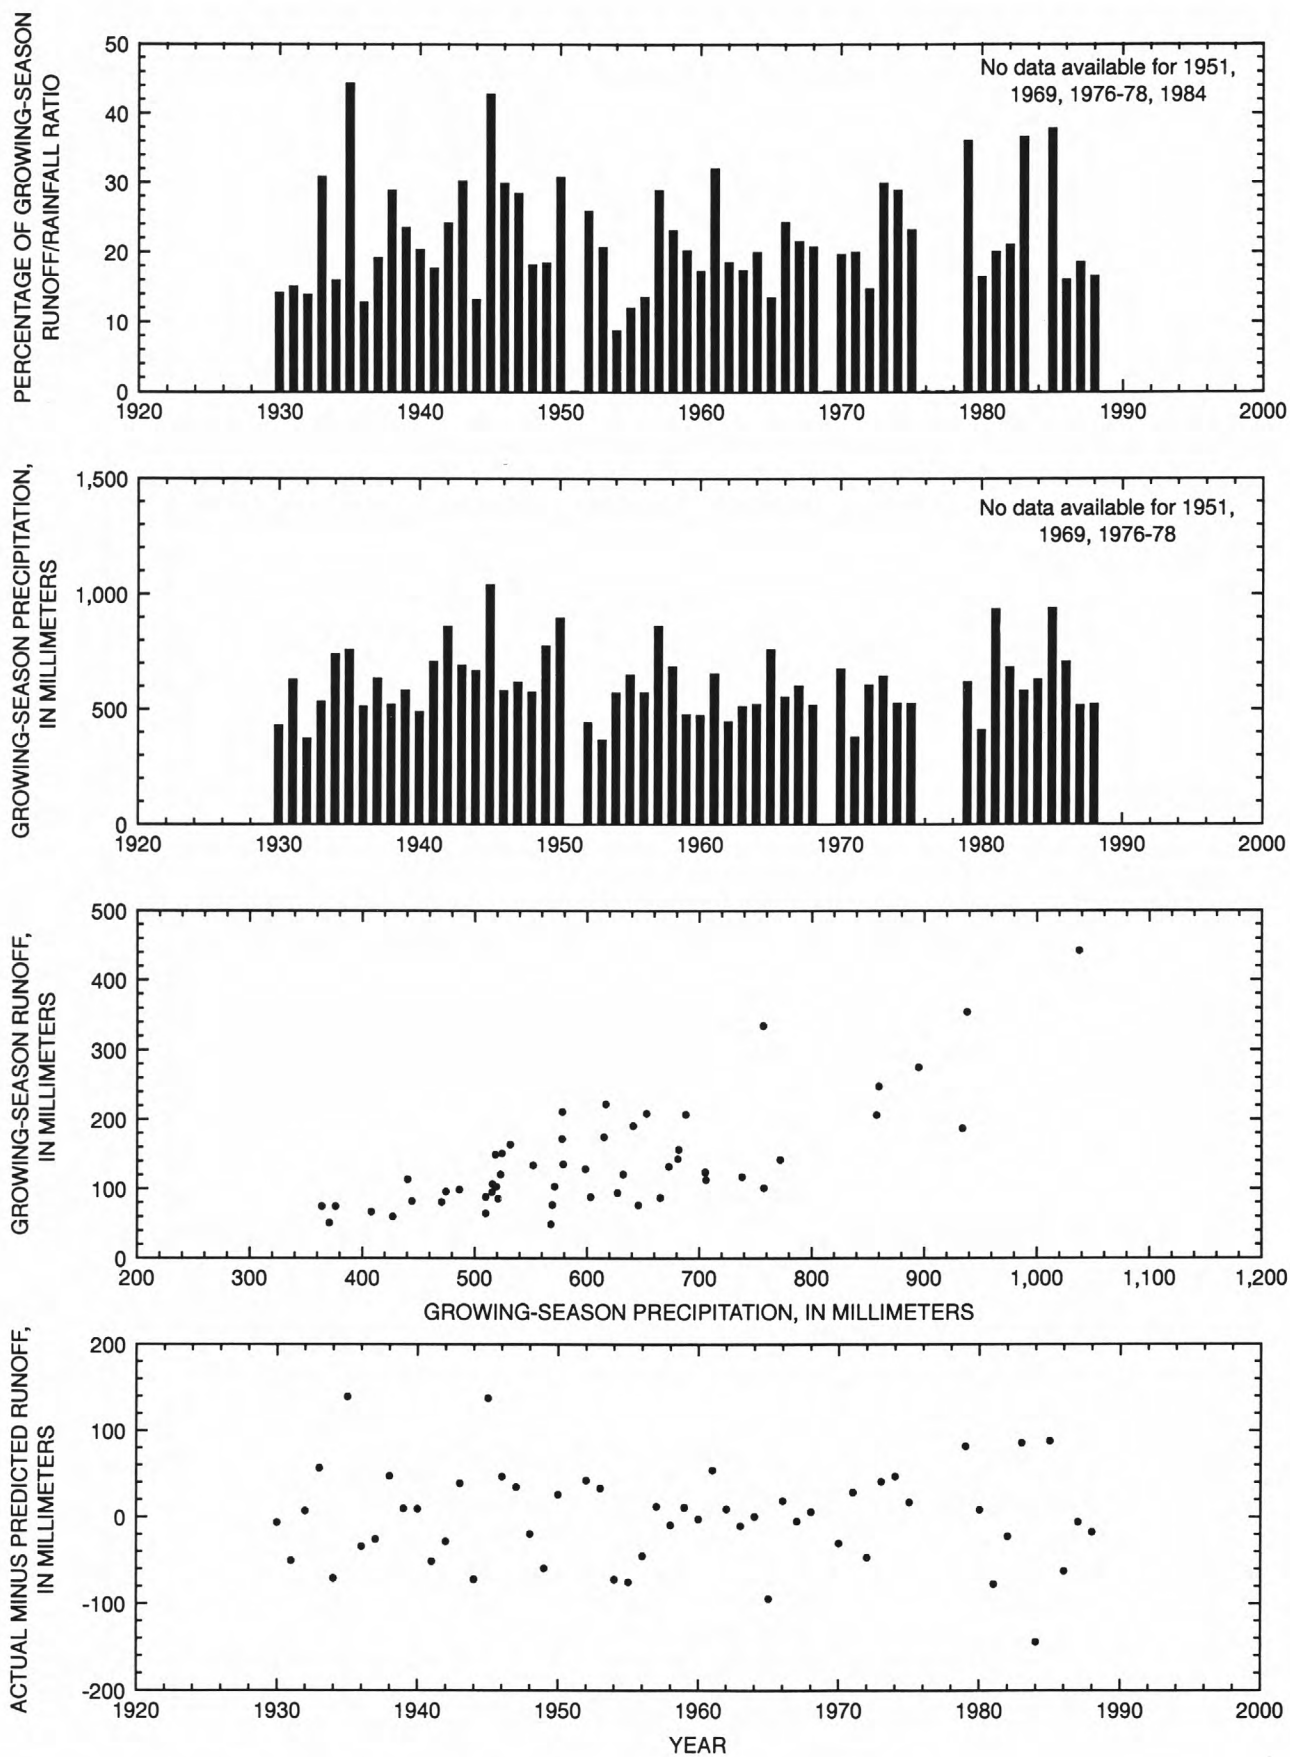 PERCENTAGE OF GROWING-SEASON
RUNOFF/RAINFALL RATIO
50
40
30
20
10
0
No data available for 1951,
1969, 1976-78, 1984
1920 1930 1940 1950 1960 1970 1980 1990 2000
GROWING-SEASON PRECIPITATION,
IN MILLIMETERS
1,500
1,000
500
0
No data available for 1951,
1969, 1976-78
1920 1930 1940 1950 1960 1970 1980 1990 2000
GROWING-SEASON RUNOFF,
IN MILLIMETERS
500
400
300
200
100
0
200 300 400 500 600 700 800 900 1,000 1,100 1,200
GROWING-SEASON PRECIPITATION, IN MILLIMETERS
ACTUAL MINUS PREDICTED RUNOFF,
IN MILLIMETERS
200
100
0
-100
-200
1920 1930 1940 1950 1960 1970 1980 1990 2000
YEAR